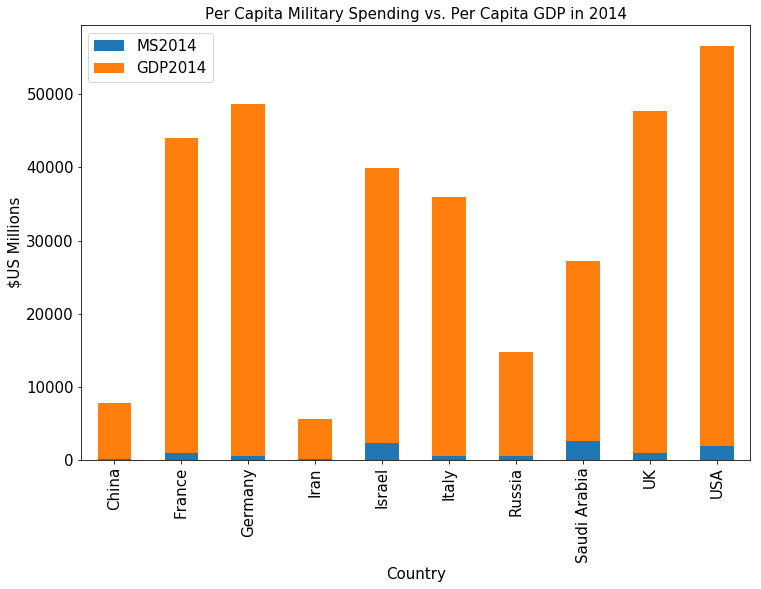 Per Capita Military Spending vs. Per Capita GDP in 2014
MS2014
GDP2014
$US Millions
50000
40000
30000
20000
10000
0
China
France
Germany
Iran
Israel
Italy
Russia
Saudi Arabia
UK
USA
Country